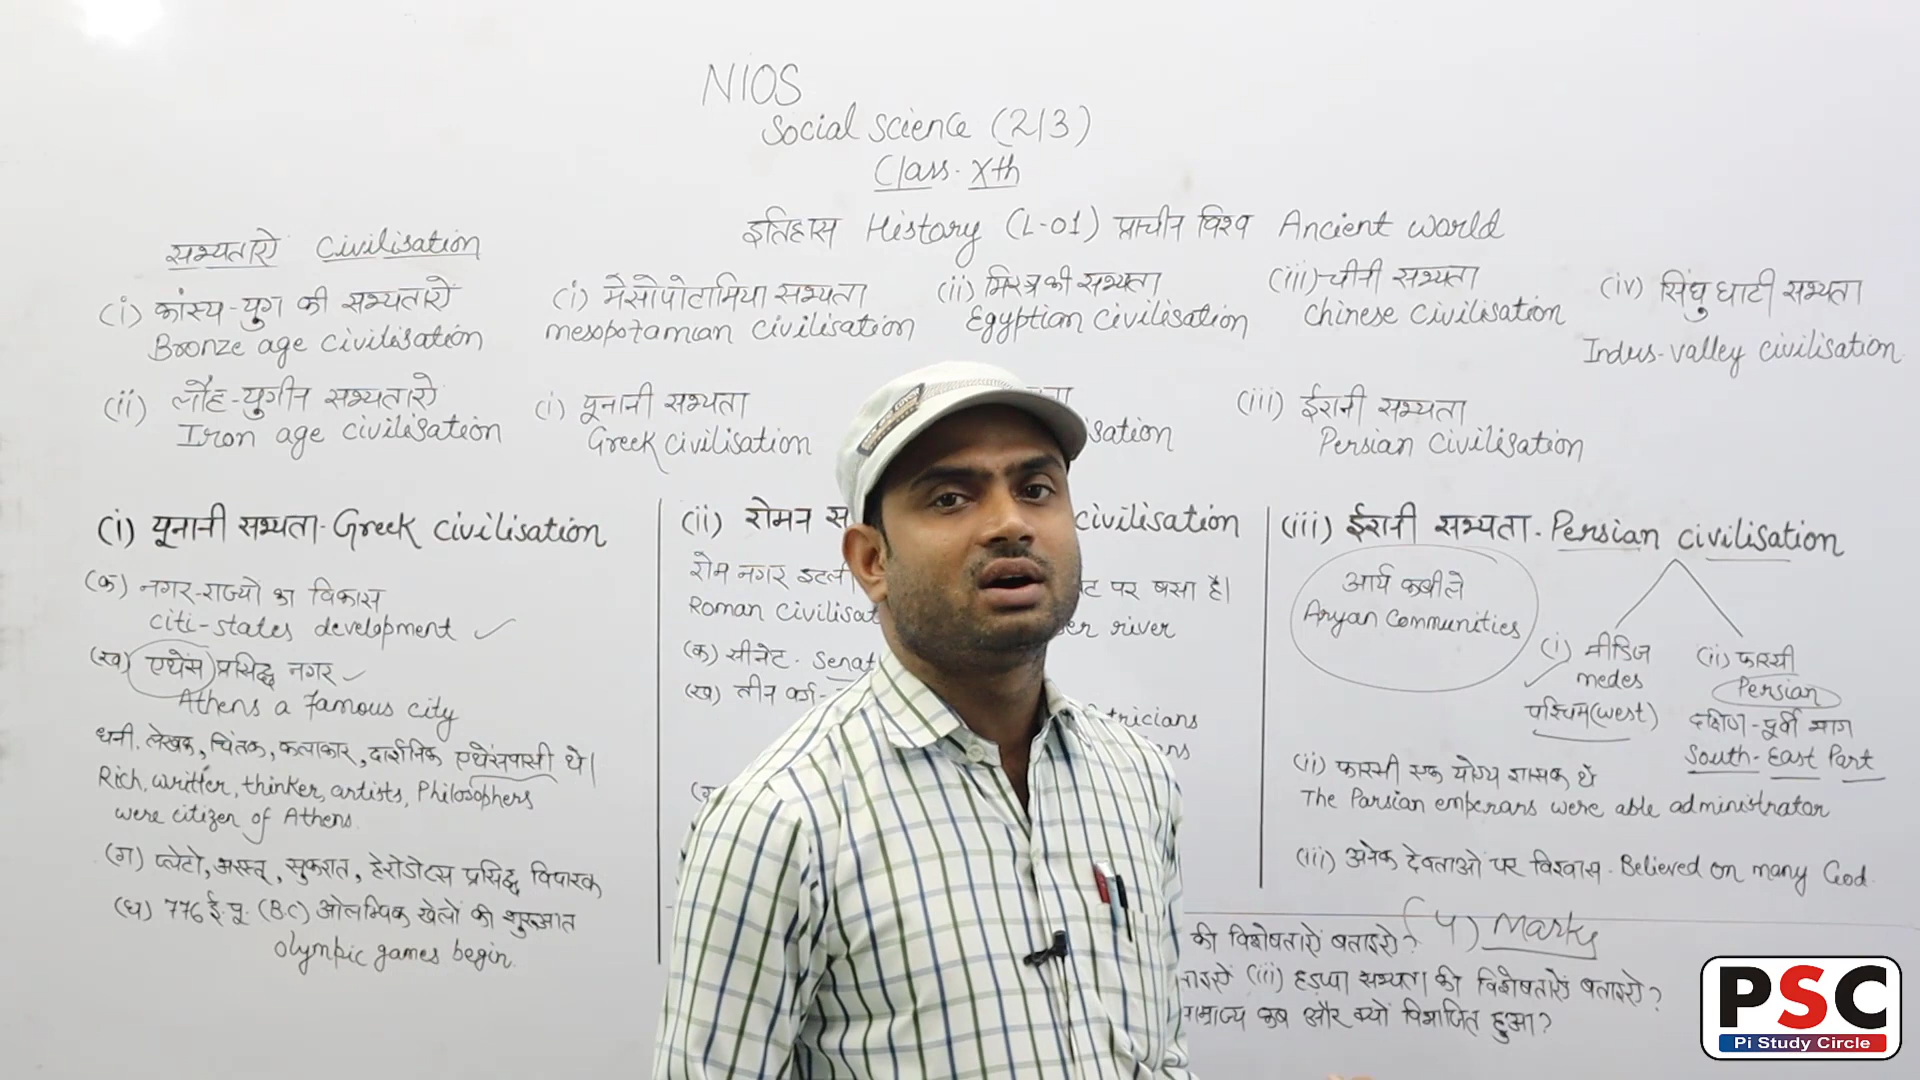 NIOS
Social Science (213)
Class- Xth
इतिहास History (L-01) प्राचीन विश्व Ancient World
सभ्यताऐ Civilisation
(i) कांस्य-युग की सभ्यताऐं (i) मेसोपोटामिया सभ्यता (ii) मिस्त्र की सभ्यता (iii) चीनी सभ्यता (iv) सिंधु घाटी सभ्यता
Bronze age civilisation mesopotamian civilisation Egyptian civilisation Chinese civilisation Indus-valley civilisation
(ii) लौह-युगीन सभ्यताऐ (i) यूनानी सभ्यता (iii) ईरानी सभ्यता
Iron age civilisation Greek civilisation Persian civilisation
(i) यूनानी सभ्यता- Greek civilisation
(क) नगर-राज्यो का विकास
citi-states development
(ख) एथेंस प्रसिद्ध नगर
Athens a famous city
धनी, लेखक, चिंतक, कलाकार, दार्शनिक एथेंसवासी थे।
Rich, writter, thinker, artists, Philosophers
were citizen of Athens.
(ग) प्लेटो, अरस्तू, सुकरात, हेरोडोटस प्रसिद्ध विचारक
(घ) 776 ई.पू. (BC) ओलम्पिक खेलों की शुरूआत
olympic games begin.
(ii) रोमन civilisation
रोम नगर इटली पर बसा है।
Roman river
(क) सीनेट-
(ख) तीन वर्ग-
(iii) ईरानी सभ्यता- Persian civilisation
आर्य कबीले
Aryan Communities
(i) मीडिज
medes
पश्चिम (west)
(ii) फारसी
Persian
दक्षिण-पूर्वी भाग
South-East Part
(ii) फारसी एक योग्य शासक थे
The Parsian emperars were able administrator
(iii) अनेक देवताओ पर विश्वास- Believed on many God.
की विशेषताऐं बताइऐ? Marks
(iii) हड़प्पा सभ्यता की विशेषताऐं बताइऐ?
कब और क्यों विभाजित हुआ?
PSC
Pi Study Circle